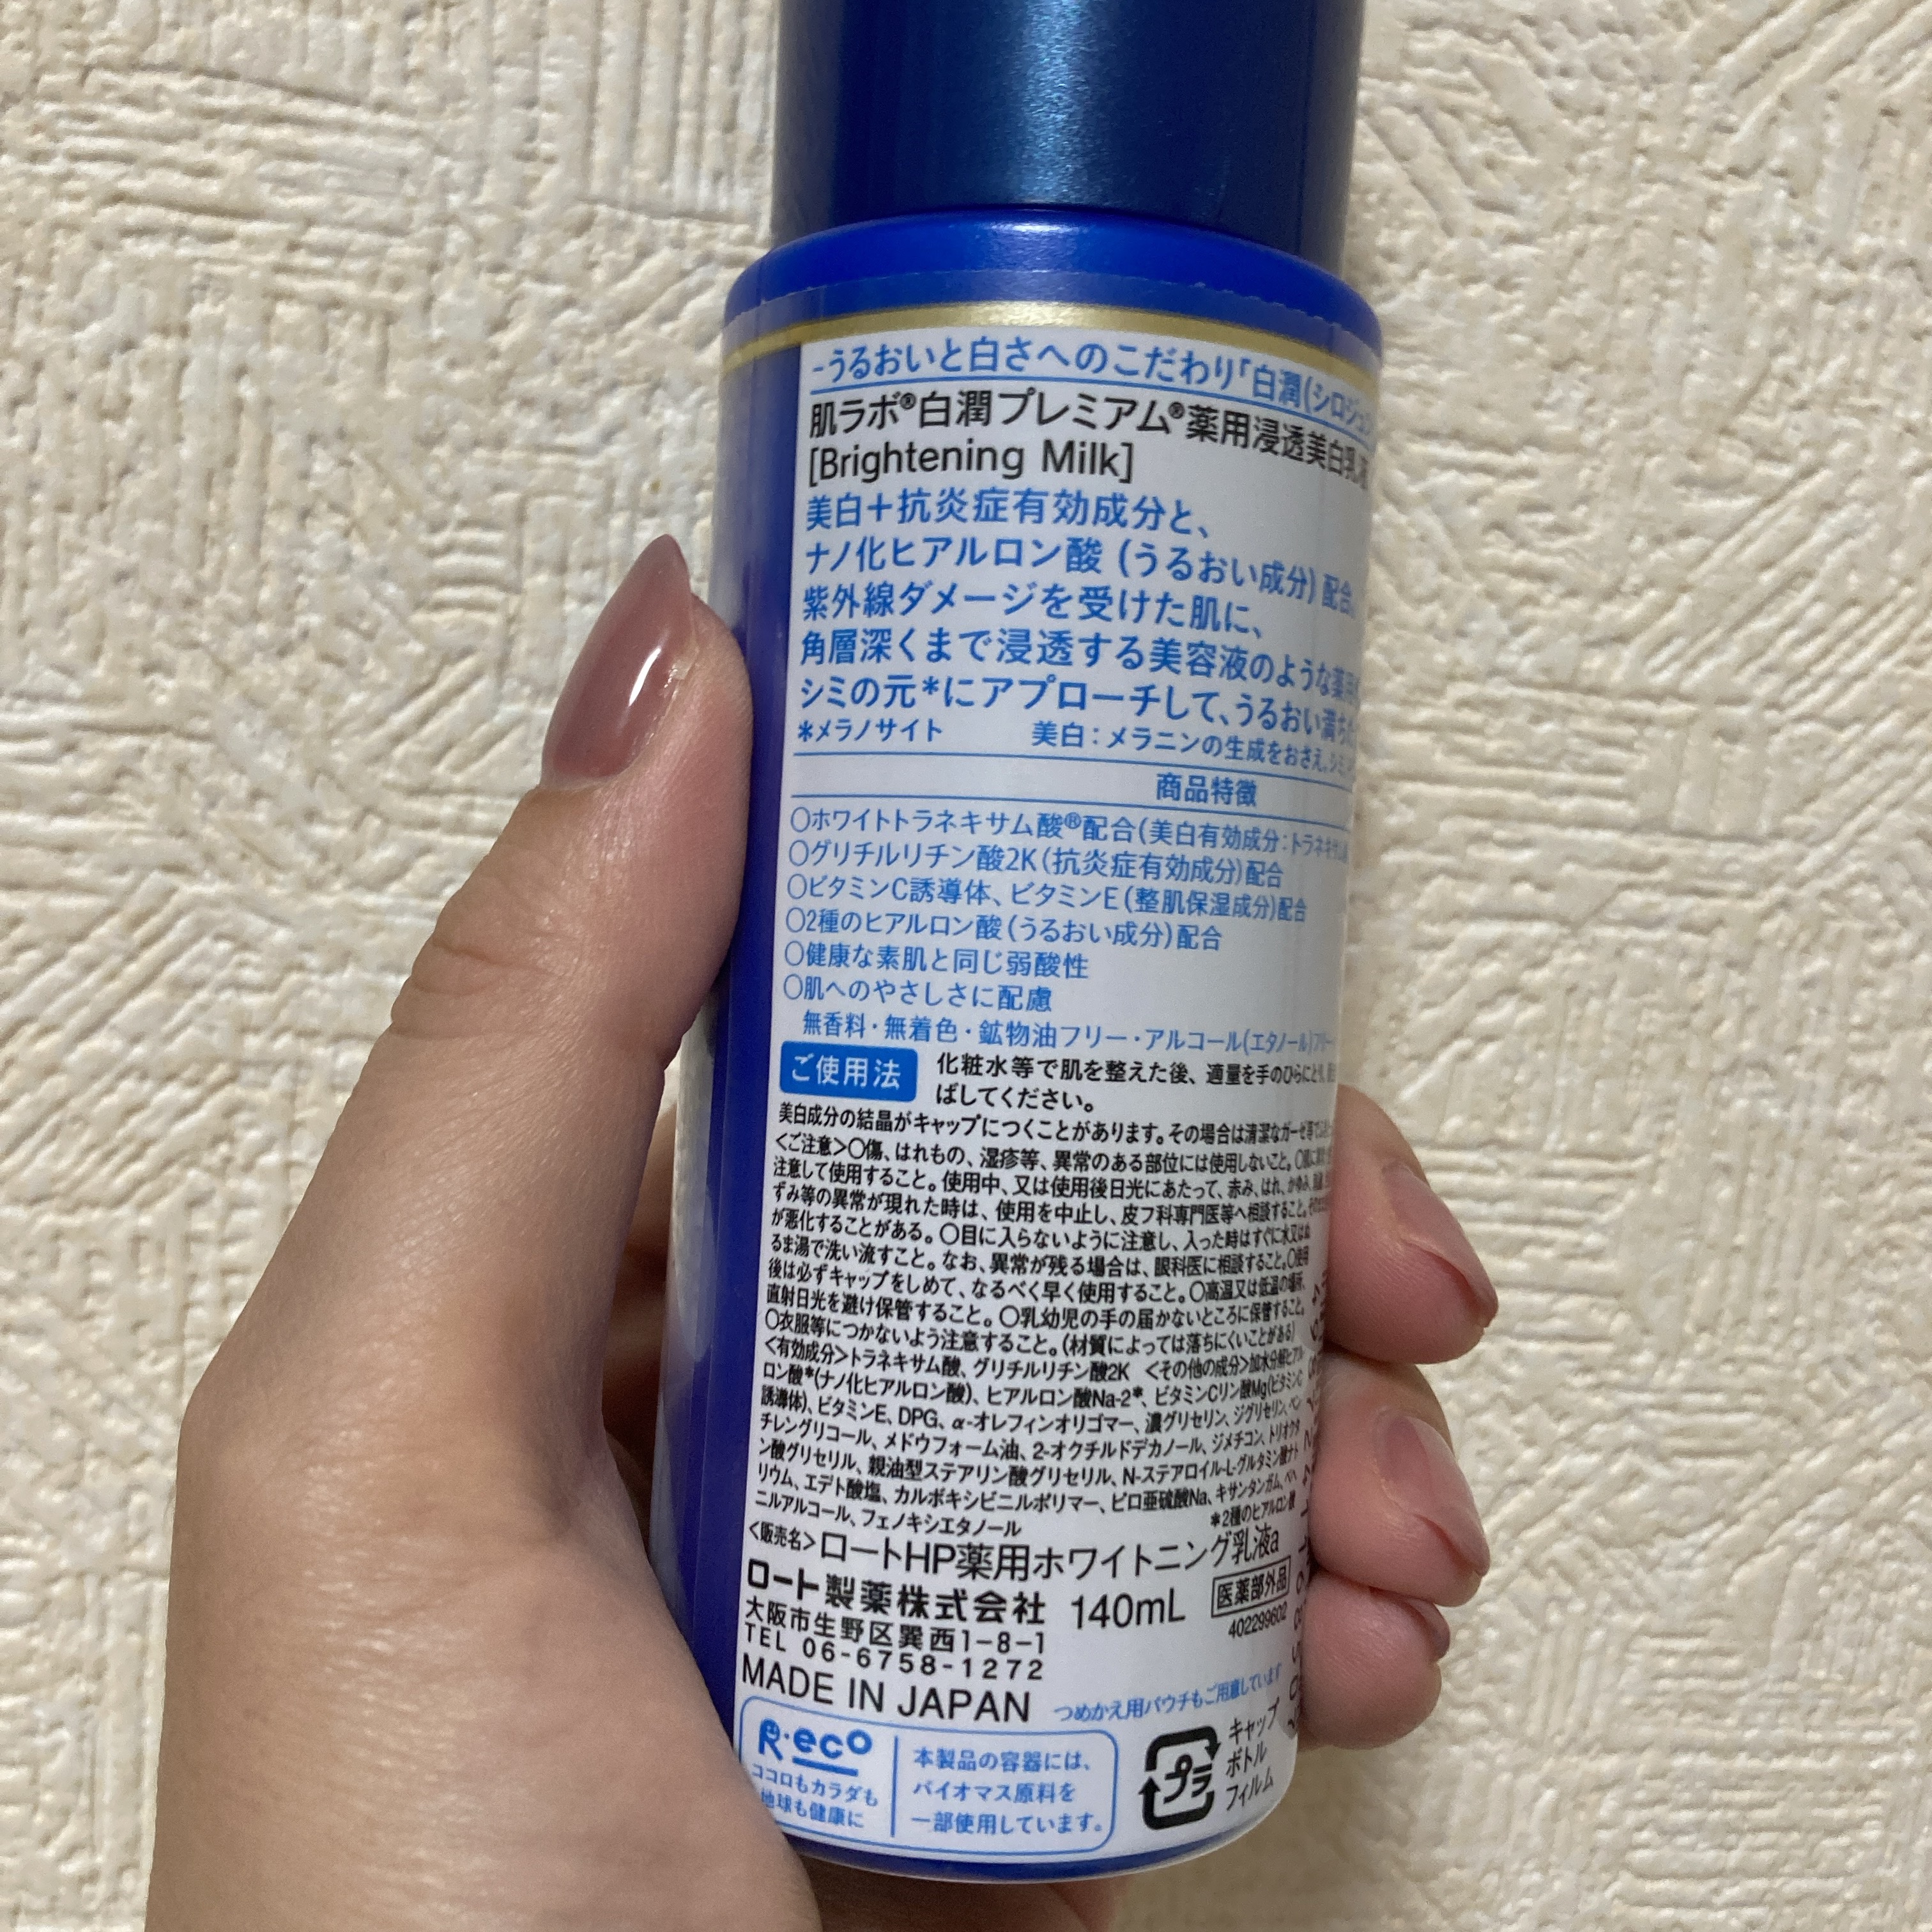 -うるおいと白さへのこだわり「白潤(シロジュン
肌ラボ®白潤プレミアム®薬用浸透美白乳液
[Brightening Milk]
美白＋抗炎症有効成分と、
ナノ化ヒアルロン酸 (うるおい成分) 配合。
紫外線ダメージを受けた肌に、
角層深くまで浸透する美容液のような薬用
シミの元*にアプローチして、うるおい満ちた
*メラノサイト 美白：メラニンの生成をおさえ、シミ
商品特徴
○ホワイトトラネキサム酸®配合(美白有効成分：トラネキサム
○グリチルリチン酸2K(抗炎症有効成分)配合
○ビタミンC誘導体、ビタミンE(整肌保湿成分)配合
○2種のヒアルロン酸(うるおい成分)配合
○健康な素肌と同じ弱酸性
○肌へのやさしさに配慮
無香料・無着色・鉱物油フリー・アルコール(エタノール)フリー
ご使用法 化粧水等で肌を整えた後、適量を手のひらにとり、
ばしてください。
美白成分の結晶がキャップにつくことがあります。その場合は清潔なガーゼ等で
<ご注意>○傷、はれもの、湿疹等、異常のある部位には使用しないこと。
注意して使用すること。使用中、又は使用後日光にあたって、赤み、はれ、かゆみ、
ずみ等の異常が現れた時は、使用を中止し、皮フ科専門医等へ相談すること。
が悪化することがある。○目に入らないように注意し、入った時はすぐに水又はぬ
るま湯で洗い流すこと。なお、異常が残る場合は、眼科医に相談すること。○使用
後は必ずキャップをしめて、なるべく早く使用すること。○高温又は低温の場所、
直射日光を避け保管すること。○乳幼児の手の届かないところに保管すること。
○衣服等につかないよう注意すること。(材質によっては落ちにくいことがある)
<有効成分>トラネキサム酸、グリチルリチン酸2K <その他の成分>加水分解ヒアル
ロン酸*(ナノ化ヒアルロン酸)、ヒアルロン酸Na-2*、ビタミンCリン酸Mg(ビタミンC
誘導体)、ビタミンE、DPG、α-オレフィンオリゴマー、濃グリセリン、ジグリセリン、ペン
チレングリコール、メドウフォーム油、2-オクチルドデカノール、ジメチコン、トリオクタ
ン酸グリセリル、親油型ステアリン酸グリセリル、N-ステアロイル-L-グルタミン酸ナト
リウム、エデト酸塩、カルボキシビニルポリマー、ピロ亜硫酸Na、キサンタンガム、ベヘ
ニルアルコール、フェノキシエタノール *2種のヒアルロン酸
<販売名>ロートHP薬用ホワイトニング乳液a
ロート製薬株式会社 140mL 医薬部外品
大阪市生野区巽西1-8-1 402299602
TEL 06-6758-1272
MADE IN JAPAN つめかえ用パウチもご用意しています
R・eco
ココロもカラダも
地球も健康に
本製品の容器には、
バイオマス原料を
一部使用しています。
プラ
キャップ
ボトル
フィルム